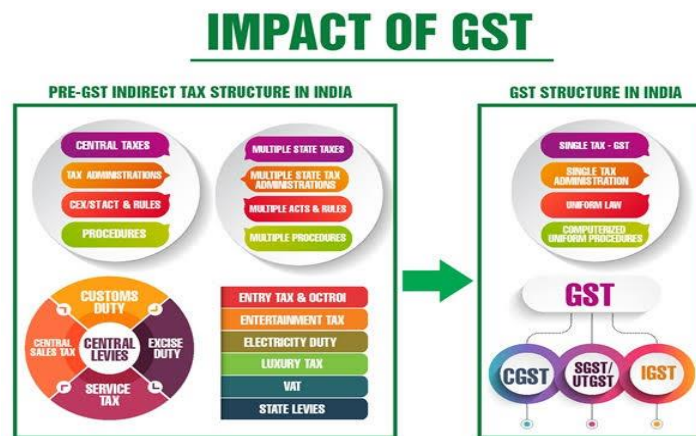 IMPACT OF GST
PRE-GST INDIRECT TAX STRUCTURE IN INDIA
CENTRAL TAXES
TAX ADMINISTRATIONS
CEX/STACT & RULES
PROCEDURES
MULTIPLE STATE TAXES
MULTIPLE STATE TAX
ADMINISTRATIONS
MULTIPLE ACTS & RULES
MULTIPLE PROCEDURES
CUSTOMS
DUTY
CENTRAL
SALES TAX
CENTRAL
LEVIES
EXCISE
DUTY
SERVICE
TAX
ENTRY TAX & OCTROI
ENTERTAINMENT TAX
ELECTRICITY DUTY
LUXURY TAX
VAT
STATE LEVIES
GST STRUCTURE IN INDIA
SINGLE TAX - GST
SINGLE TAX
ADMINISTRATION
UNIFORM LAW
COMPUTERIZED
UNIFORM PROCEDURES
GST
CGST
SGST/
UTGST
IGST